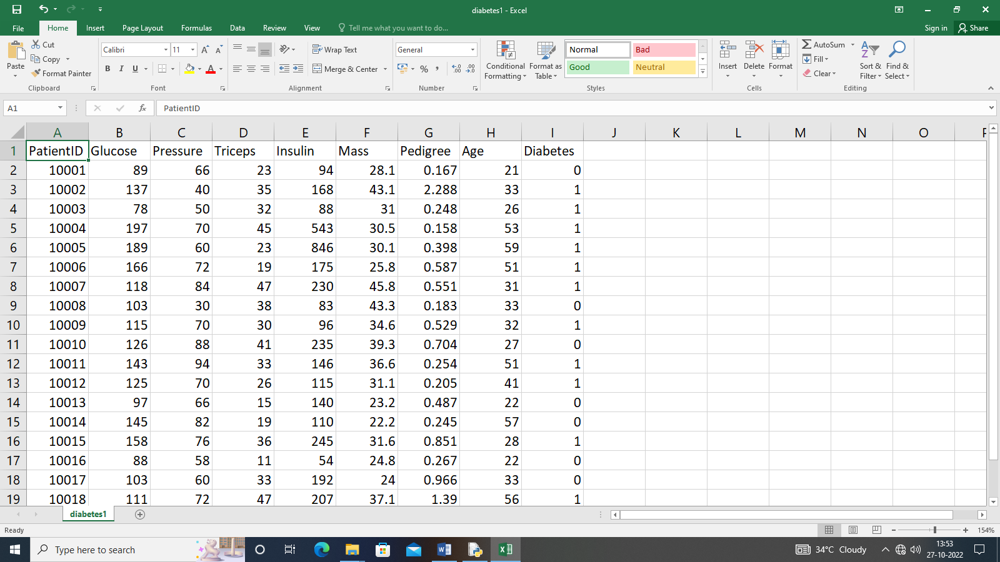 diabetes1 - Excel
File Home Insert Page Layout Formulas Data Review View Tell me what you want to do... Sign in Share
Paste Cut Copy Format Painter Clipboard
Calibri 11 A A B I U A Font
Wrap Text Merge & Center Alignment
General % , .0 .00 .00 .0 Number
Conditional Formatting Format as Table Normal Bad Good Neutral Styles
Insert Delete Format Cells
AutoSum Fill Clear Sort & Filter Find & Select Editing
A1 fx PatientID
A B C D E F G H I J K L M N O P
1 PatientID Glucose Pressure Triceps Insulin Mass Pedigree Age Diabetes
2 10001 89 66 23 94 28.1 0.167 21 0
3 10002 137 40 35 168 43.1 2.288 33 1
4 10003 78 50 32 88 31 0.248 26 1
5 10004 197 70 45 543 30.5 0.158 53 1
6 10005 189 60 23 846 30.1 0.398 59 1
7 10006 166 72 19 175 25.8 0.587 51 1
8 10007 118 84 47 230 45.8 0.551 31 1
9 10008 103 30 38 83 43.3 0.183 33 0
10 10009 115 70 30 96 34.6 0.529 32 1
11 10010 126 88 41 235 39.3 0.704 27 0
12 10011 143 94 33 146 36.6 0.254 51 1
13 10012 125 70 26 115 31.1 0.205 41 1
14 10013 97 66 15 140 23.2 0.487 22 0
15 10014 145 82 19 110 22.2 0.245 57 0
16 10015 158 76 36 245 31.6 0.851 28 1
17 10016 88 58 11 54 24.8 0.267 22 0
18 10017 103 60 33 192 24 0.966 33 0
19 10018 111 72 47 207 37.1 1.39 56 1
diabetes1
Ready 154%
Type here to search 34°C Cloudy 13:53
27-10-2022